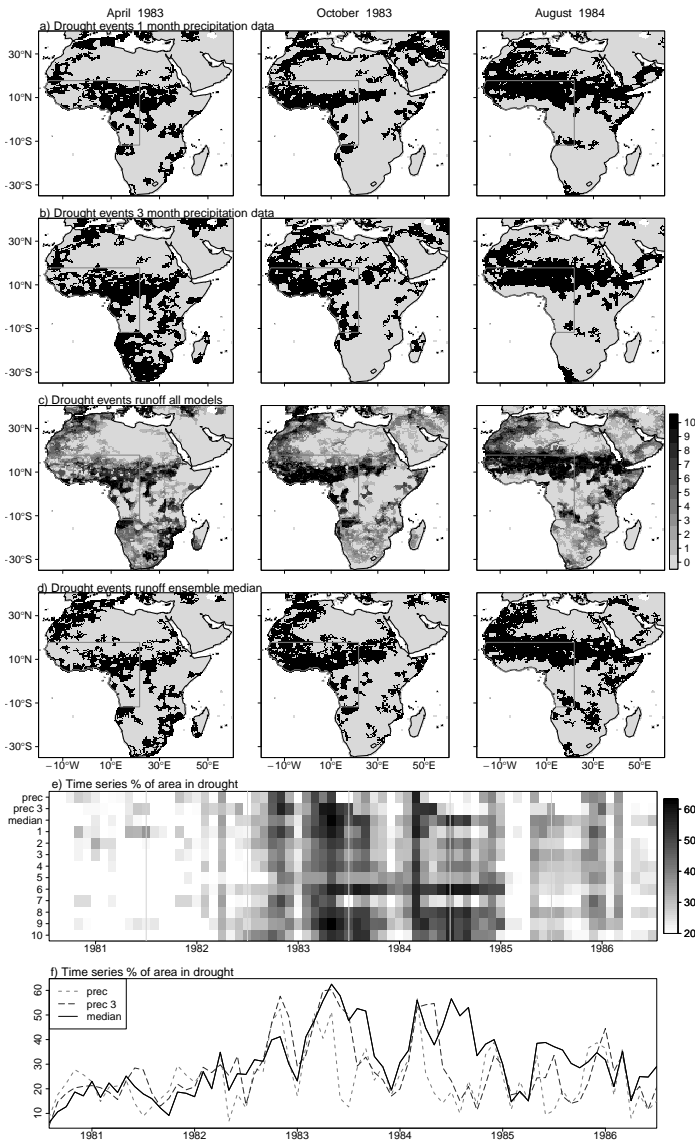 April 1983 October 1983 August 1984
a) Drought events 1 month precipitation data
30°N
10°N
-10°S
-30°S
b) Drought events 3 month precipitation data
30°N
10°N
-10°S
-30°S
c) Drought events runoff all models
30°N
10°N
-10°S
-30°S
10
9
8
7
6
5
4
3
2
1
0
d) Drought events runoff ensemble median
30°N
10°N
-10°S
-30°S
−10°W 10°E 30°E 50°E −10°W 10°E 30°E 50°E −10°W 10°E 30°E 50°E
e) Time series % of area in drought
prec
prec 3
median
1
2
3
4
5
6
7
8
9
10
1981 1982 1983 1984 1985 1986
60
50
40
30
20
f) Time series % of area in drought
prec
prec 3
median
60
50
40
30
20
10
1981 1982 1983 1984 1985 1986